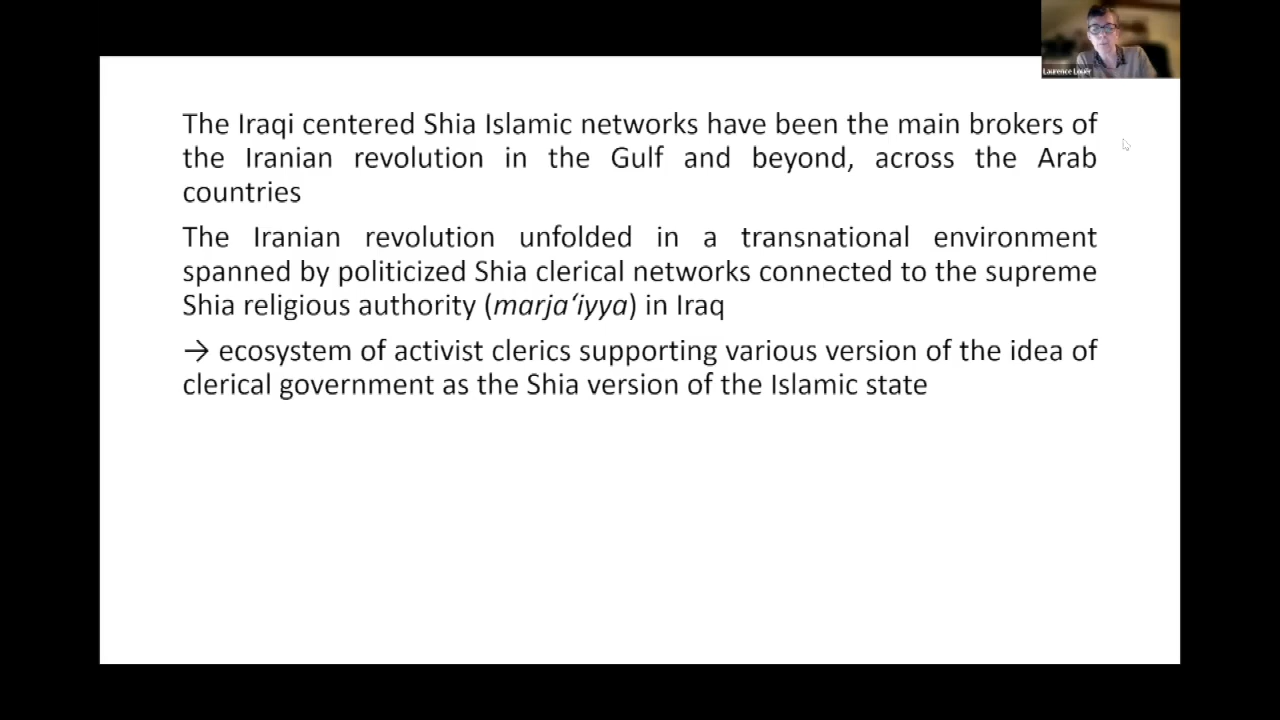 Laurence Louër
The Iraqi centered Shia Islamic networks have been the main brokers of
the Iranian revolution in the Gulf and beyond, across the Arab
countries
The Iranian revolution unfolded in a transnational environment
spanned by politicized Shia clerical networks connected to the supreme
Shia religious authority (marja‘iyya) in Iraq
→ ecosystem of activist clerics supporting various version of the idea of
clerical government as the Shia version of the Islamic state